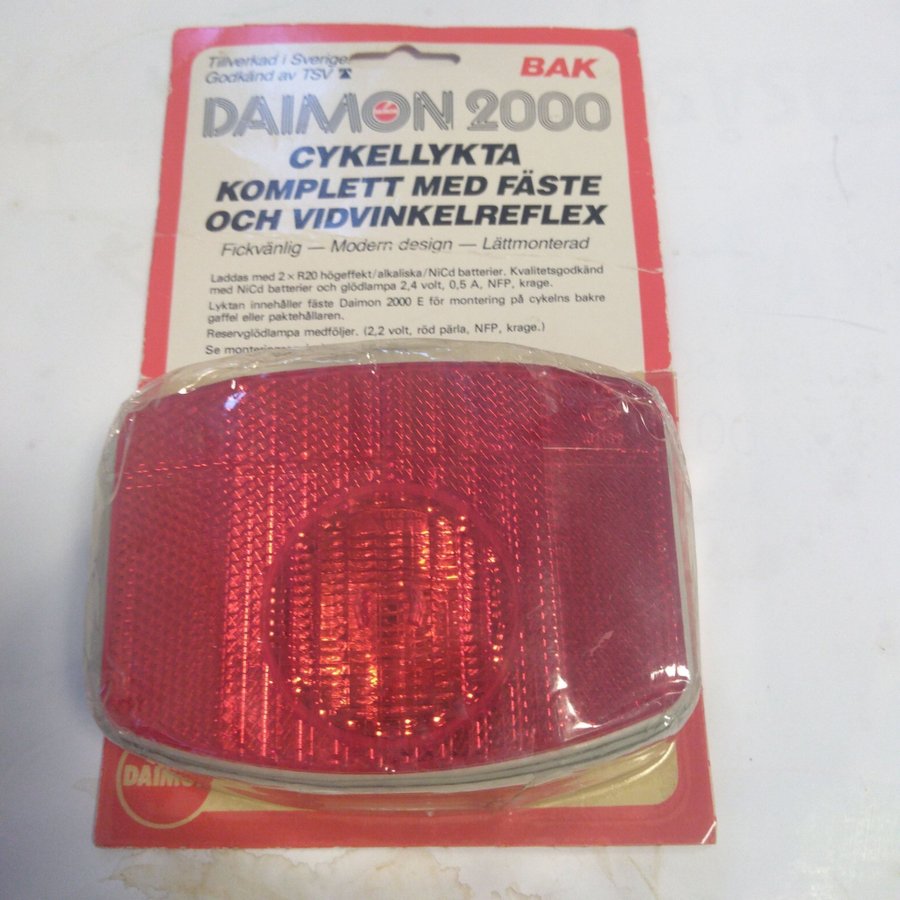 Tillverkad i Sverige.
Godkänd av TSV
BAK
DAIMON 2000
CYKELLYKTA
KOMPLETT MED FÄSTE
OCH VIDVINKELREFLEX
Fickvänlig — Modern design — Lättmonterad
Laddas med 2 × R20 högeffekt/alkaliska/NiCd batterier. Kvalitetsgodkänd
med NiCd batterier och glödlampa 2,4 volt, 0,5 A, NFP, krage.
Lyktan innehåller fäste Daimon 2000 E för montering på cykelns bakre
gaffel eller paktehållaren.
Reservglödlampa medföljer. (2,2 volt, röd pärla, NFP, krage.)
Se
DAIMON